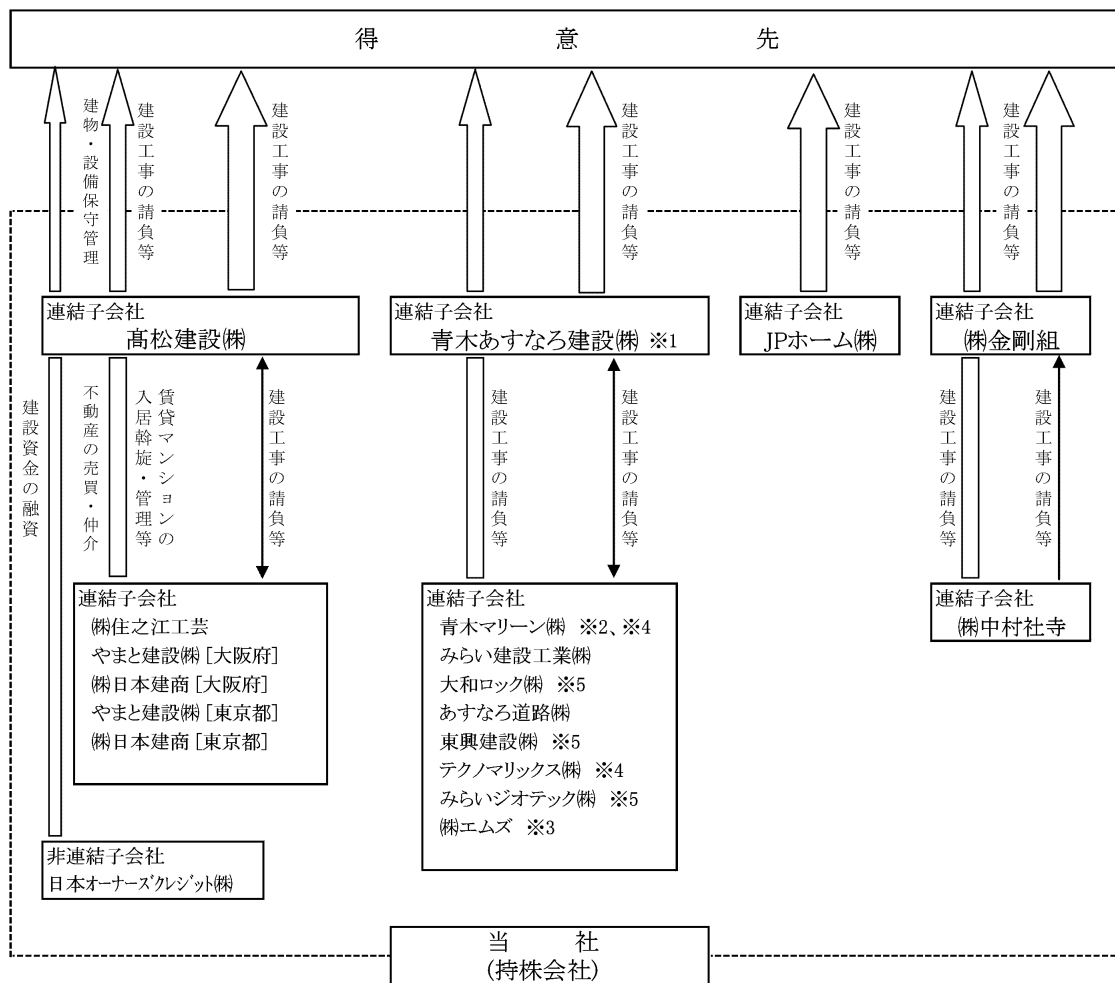 得意先
建物・設備保守管理
建設工事の請負等
建設工事の請負等
建設工事の請負等
建設工事の請負等
建設工事の請負等
連結子会社
髙松建設㈱
連結子会社
青木あすなろ建設㈱ ※1
連結子会社
JPホーム㈱
連結子会社
㈱金剛組
建設資金の融資
不動産の売買・仲介
賃貸マンションの
入居斡旋・管理等
建設工事の請負等
建設工事の請負等
建設工事の請負等
建設工事の請負等
建設工事の請負等
連結子会社
㈱住之江工芸
やまと建設㈱ [大阪府]
㈱日本建商 [大阪府]
やまと建設㈱ [東京都]
㈱日本建商 [東京都]
連結子会社
青木マリーン㈱ ※2、※4
みらい建設工業㈱
大和ロック㈱ ※5
あすなろ道路㈱
東興建設㈱ ※5
テクノマリックス㈱ ※4
みらいジオテック㈱ ※5
㈱エムズ ※3
連結子会社
㈱中村社寺
非連結子会社
日本オーナーズクレジット㈱
当社
(持株会社)